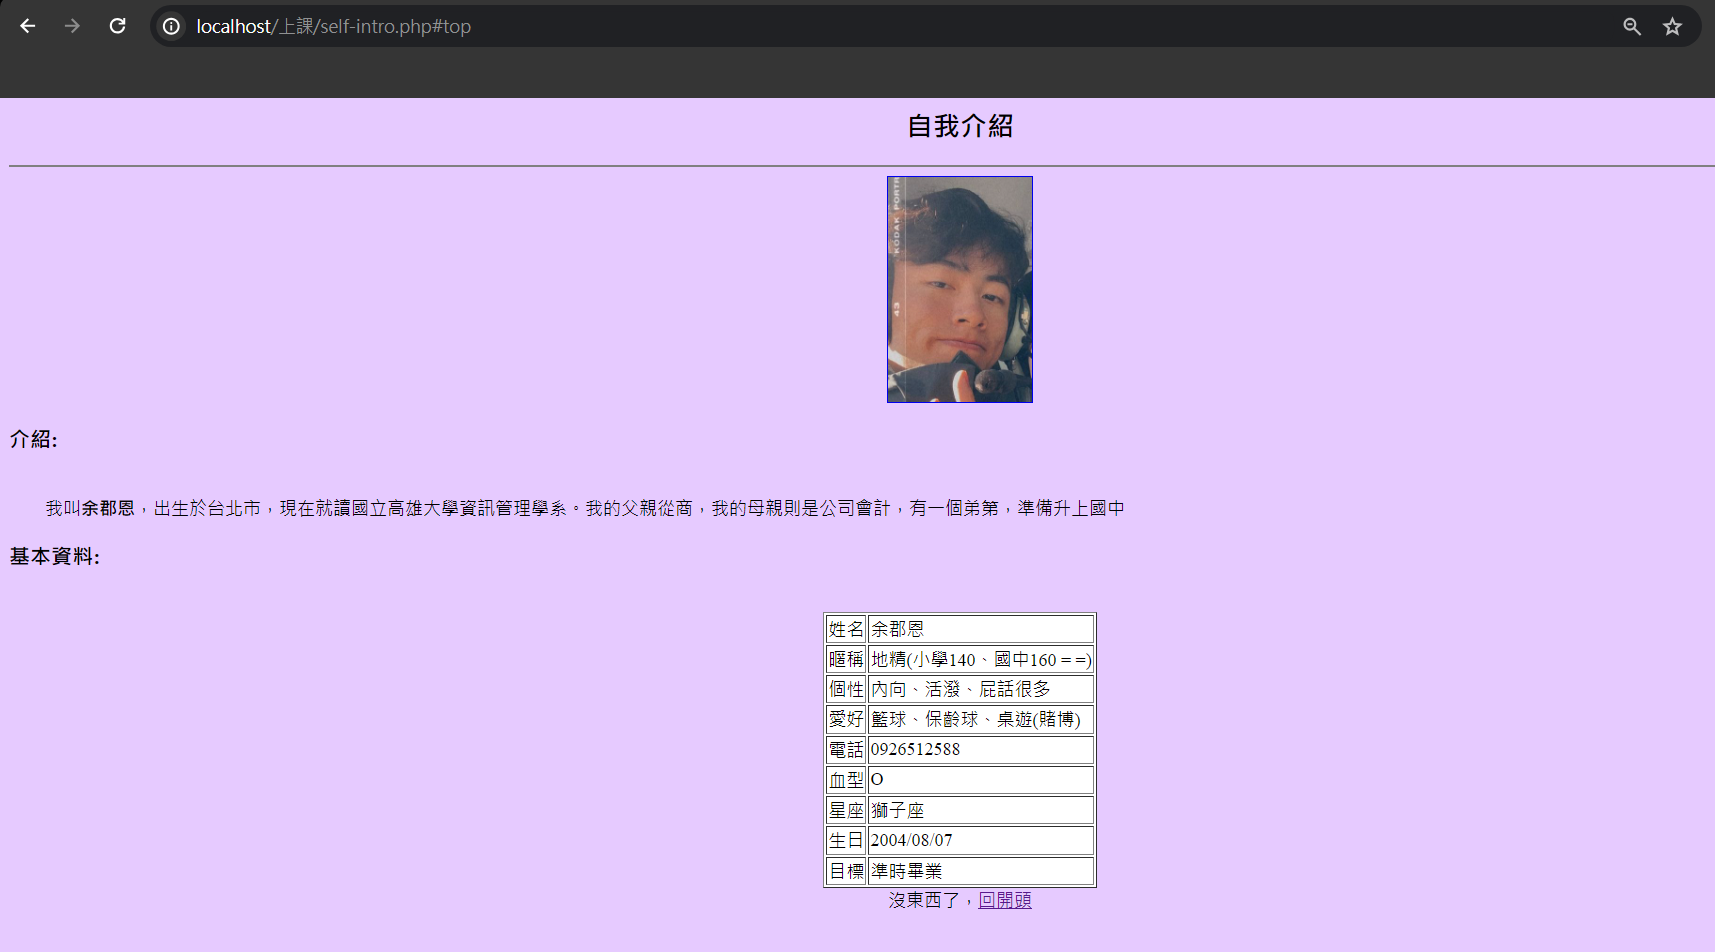 localhost/上課/self-intro.php#top
自我介紹
KODAK PORTR
43
介紹:
我叫余郡恩，出生於台北市，現在就讀國立高雄大學資訊管理學系。我的父親從商，我的母親則是公司會計，有一個弟弟，準備升上國中
基本資料:
姓名 余郡恩
暱稱 地精(小學140、國中160 = =)
個性 內向、活潑、屁話很多
愛好 籃球、保齡球、桌遊(賭博)
電話 0926512588
血型 O
星座 獅子座
生日 2004/08/07
目標 準時畢業
沒東西了，回開頭